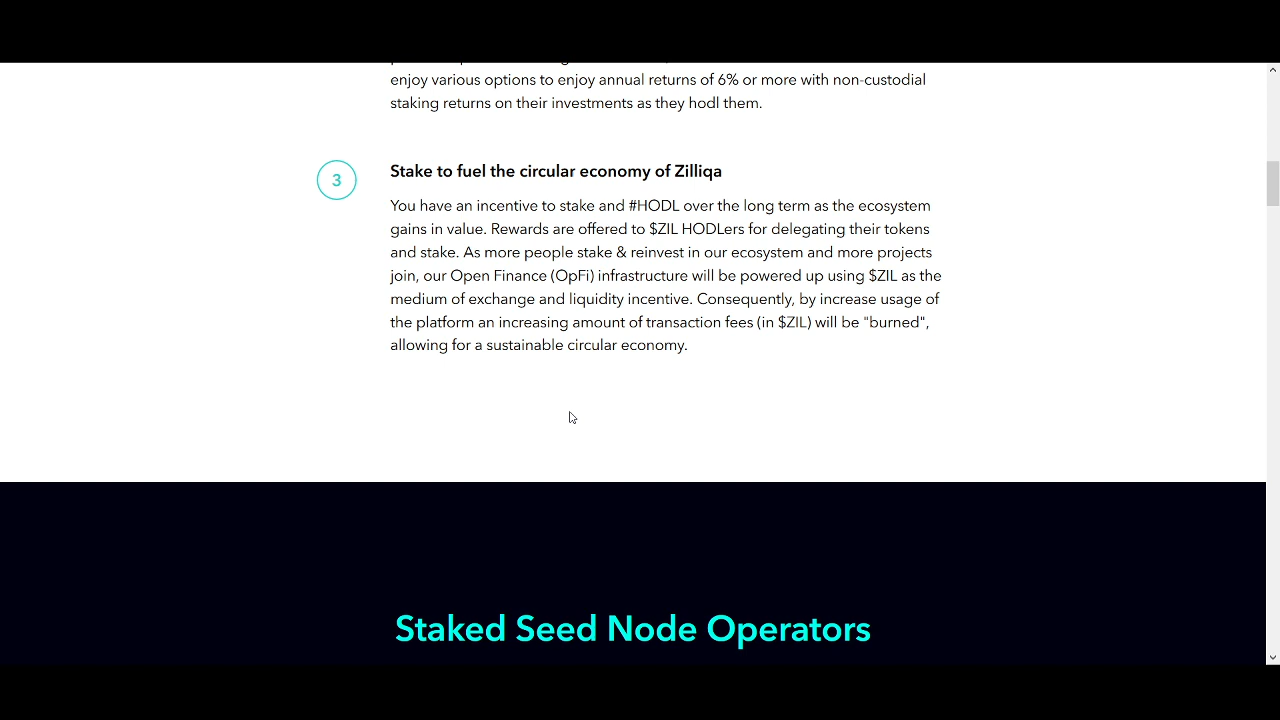 enjoy various options to enjoy annual returns of 6% or more with non-custodial
staking returns on their investments as they hodl them.
3
Stake to fuel the circular economy of Zilliqa
You have an incentive to stake and #HODL over the long term as the ecosystem
gains in value. Rewards are offered to $ZIL HODLers for delegating their tokens
and stake. As more people stake & reinvest in our ecosystem and more projects
join, our Open Finance (OpFi) infrastructure will be powered up using $ZIL as the
medium of exchange and liquidity incentive. Consequently, by increase usage of
the platform an increasing amount of transaction fees (in $ZIL) will be "burned",
allowing for a sustainable circular economy.
Staked Seed Node Operators